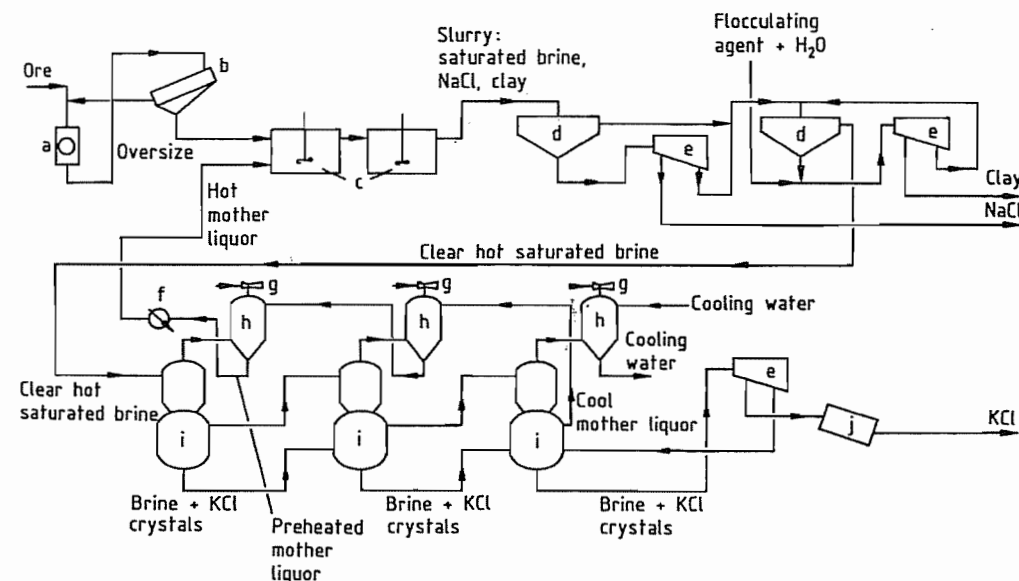 Ore
a
b
Oversize
Hot
mother
liquor
c
Slurry:
saturated brine,
NaCl, clay
d
e
Flocculating
agent + H₂O
d
e
Clay
NaCl
Clear hot saturated brine
f
g
h
g
h
g
h
Cooling water
Cooling
water
Clear hot
saturated brine
i
i
i
Cool
mother liquor
e
j
KCl
Brine + KCl
crystals
Preheated
mother
liquor
Brine + KCl
crystals
Brine + KCl
crystals